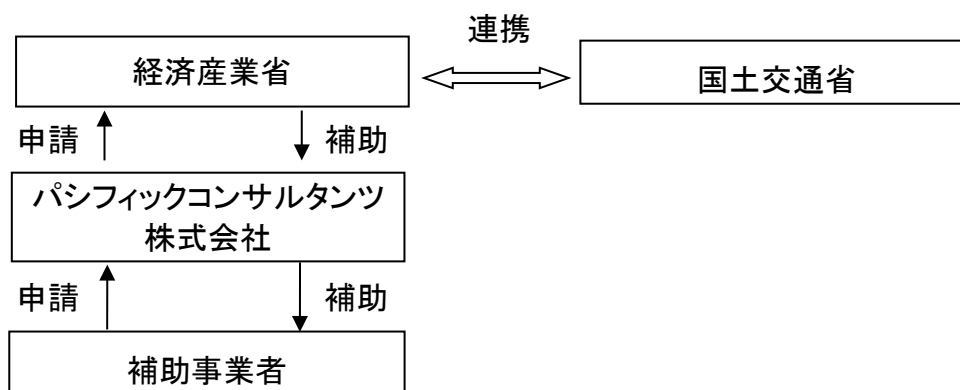 連携
経済産業省
国土交通省
申請
補助
パシフィックコンサルタンツ
株式会社
申請
補助
補助事業者